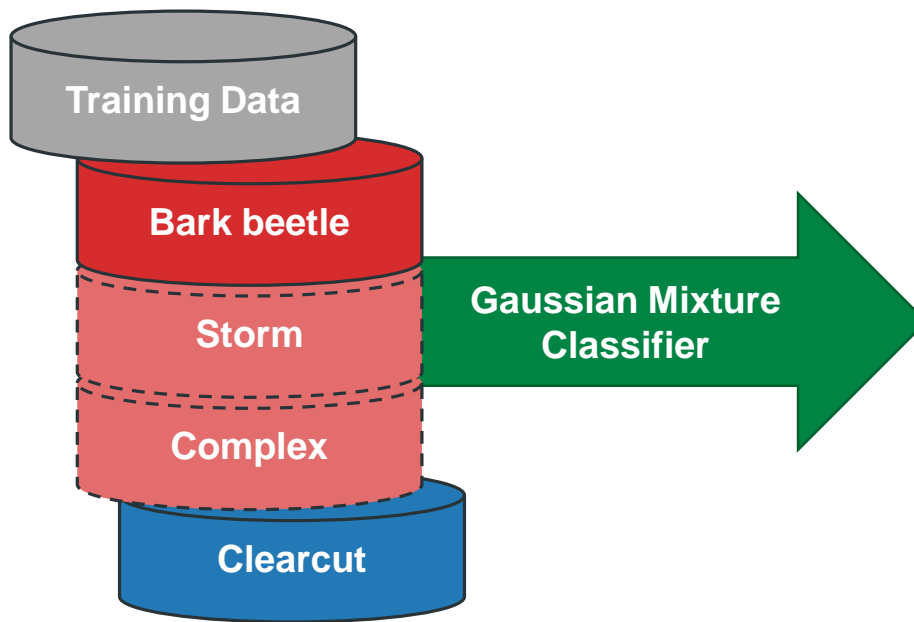 Training Data
Bark beetle
Storm
Complex
Clearcut
Gaussian Mixture
Classifier